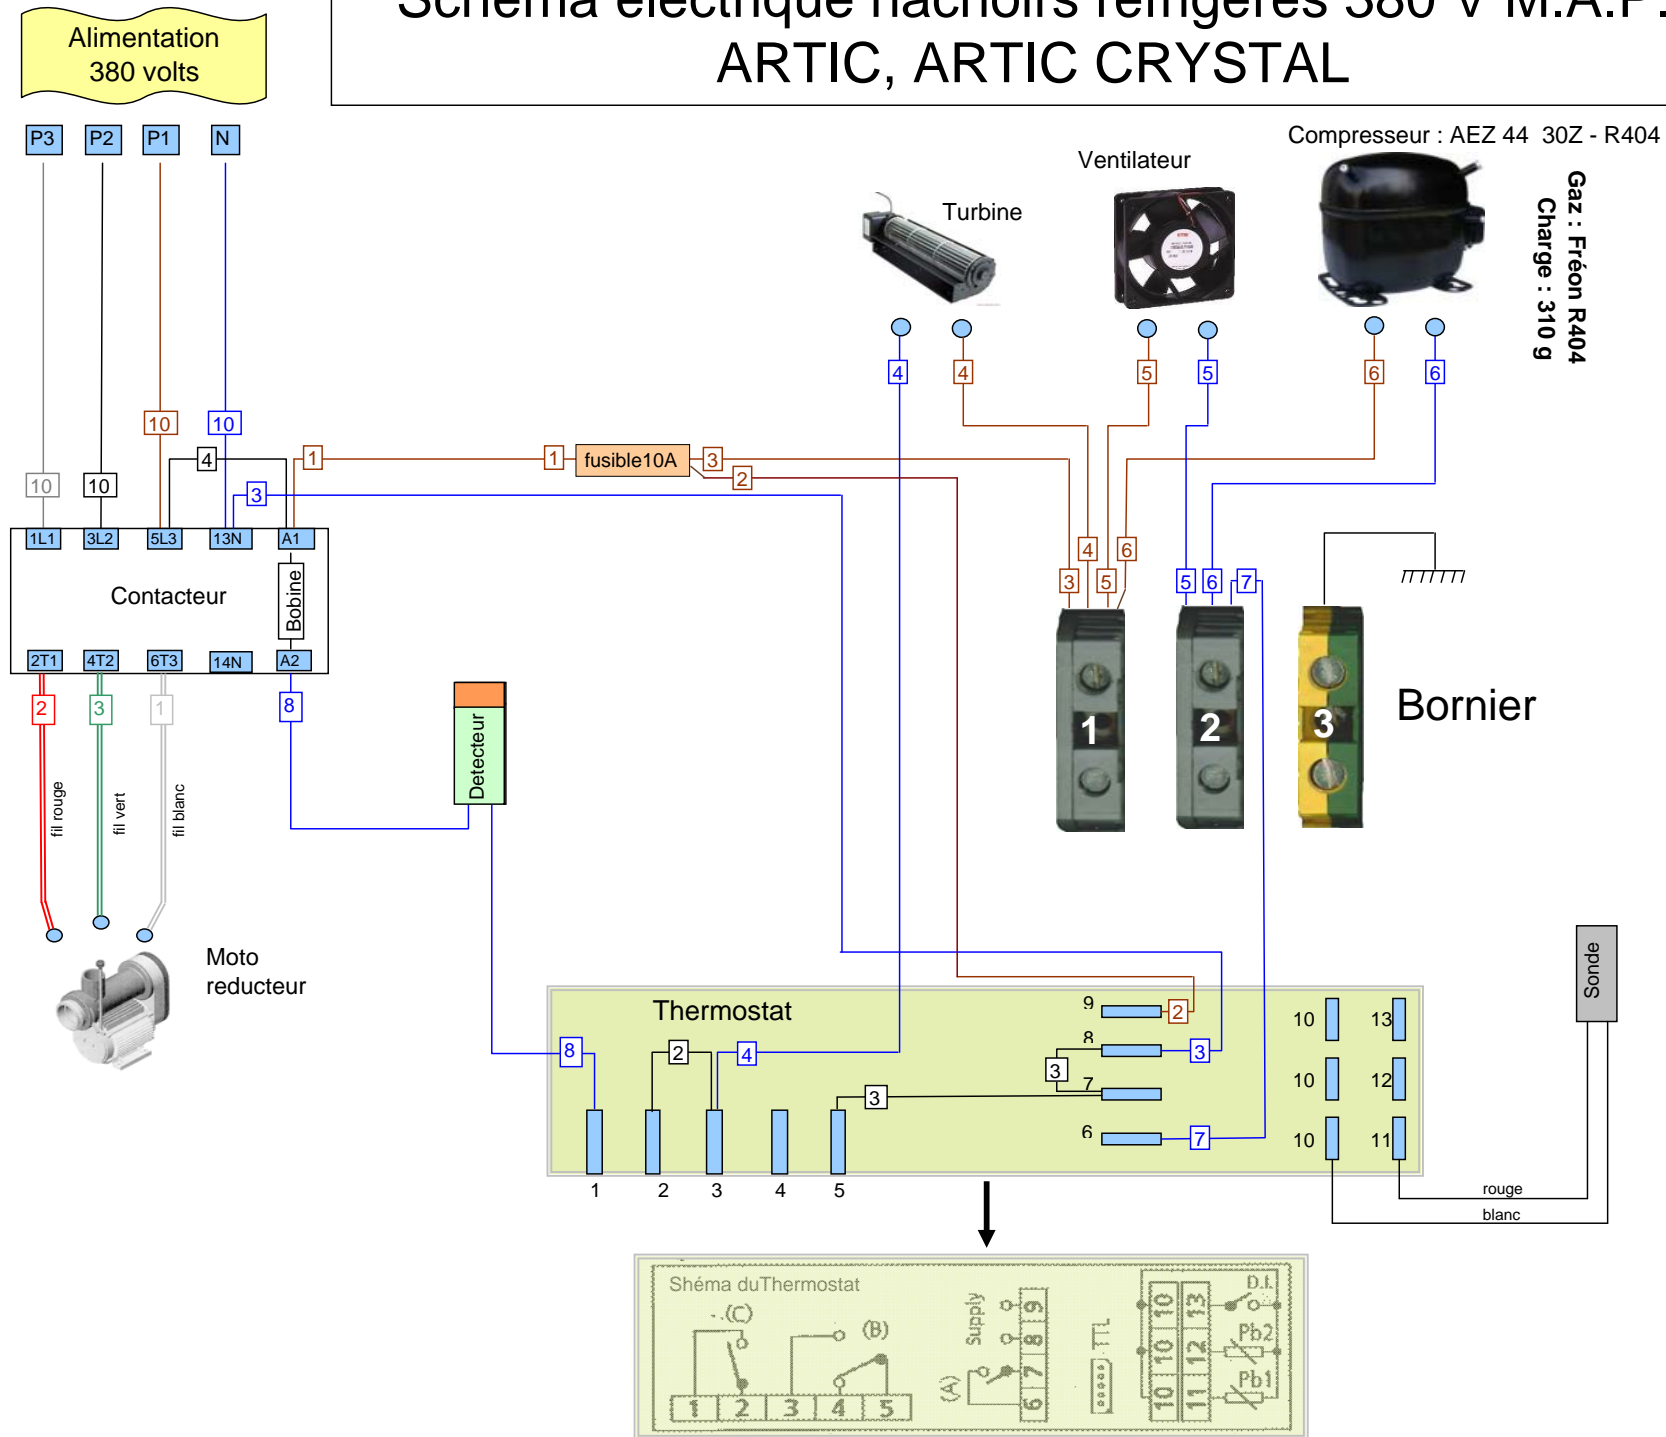 Schéma électrique hachoirs réfrigérés 380 V M.A.P.
ARTIC, ARTIC CRYSTAL
Alimentation
380 volts
P3
P2
P1
N
Compresseur : AEZ 44 30Z - R404
Ventilateur
Turbine
Gaz : Fréon R404
Charge : 310 g
4
4
5
5
6
6
10
10
4
1
1
fusible10A
3
2
10
10
3
1L1
3L2
5L3
13N
A1
4
6
3
5
5
6
7
Contacteur
Bobine
2T1
4T2
6T3
14N
A2
2
3
1
8
Detecteur
1
2
3
Bornier
fil rouge
fil vert
fil blanc
Moto
reducteur
Sonde
Thermostat
9
2
10
13
8
3
8
2
4
3
7
3
10
12
6
7
10
11
1
2
3
4
5
rouge
blanc
Shéma duThermostat
(C)
(B)
1
2
3
4
5
Supply
(A)
9
8
7
6
TTL
10
10
10
13
12
11
D.I.
Pb2
Pb1